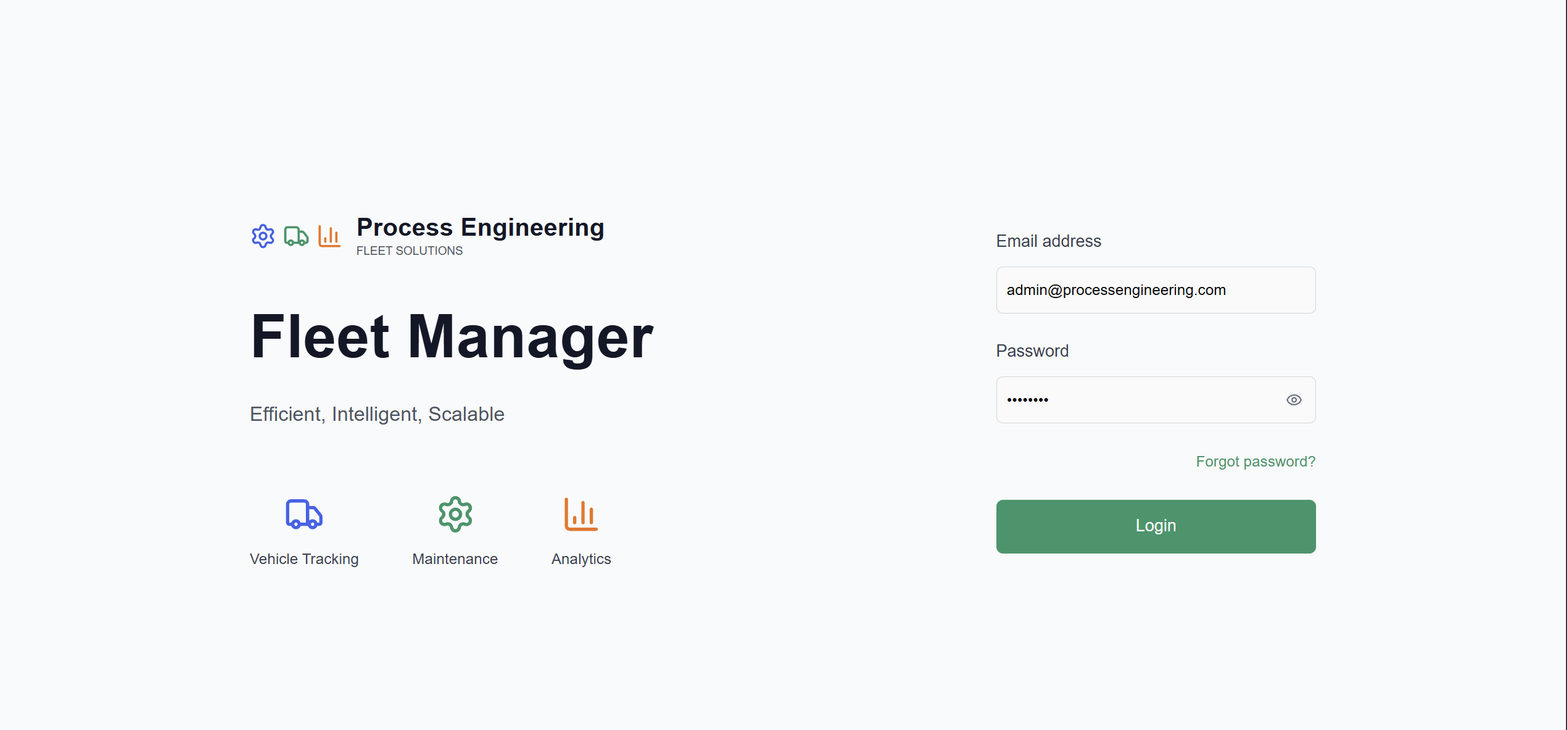 Process Engineering
FLEET SOLUTIONS
Fleet Manager
Efficient, Intelligent, Scalable
Vehicle Tracking
Maintenance
Analytics
Email address
admin@processengineering.com
Password
••••••••
Forgot password?
Login